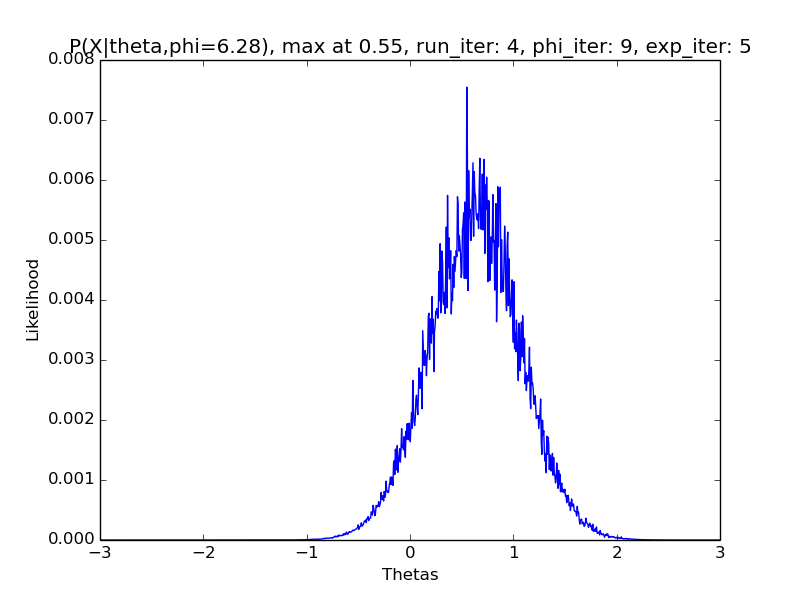 P(X|theta,phi=6.28), max at 0.55, run_iter: 4, phi_iter: 9, exp_iter: 5
0.008
0.007
0.006
0.005
0.004
0.003
0.002
0.001
0.000
Likelihood
−3 −2 −1 0 1 2 3
Thetas